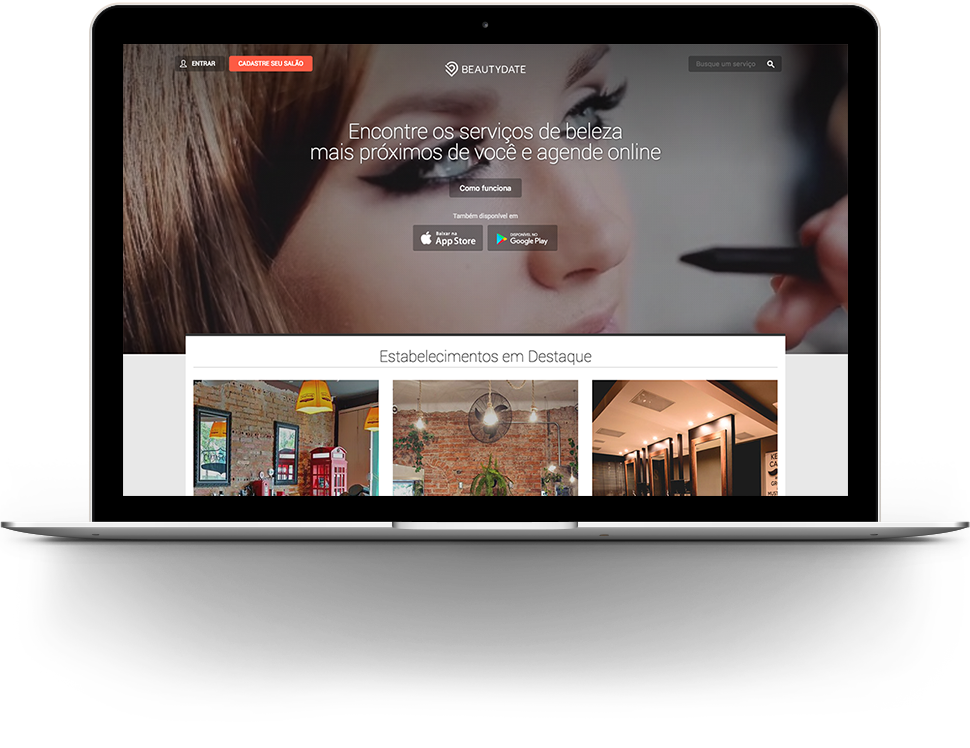 ENTRAR
CADASTRE SEU SALÃO
BEAUTYDATE
Busque um serviço
Encontre os serviços de beleza
mais próximos de você e agende online
Como funciona
Também disponível em
Baixar na
App Store
DISPONÍVEL NO
Google Play
Estabelecimentos em Destaque